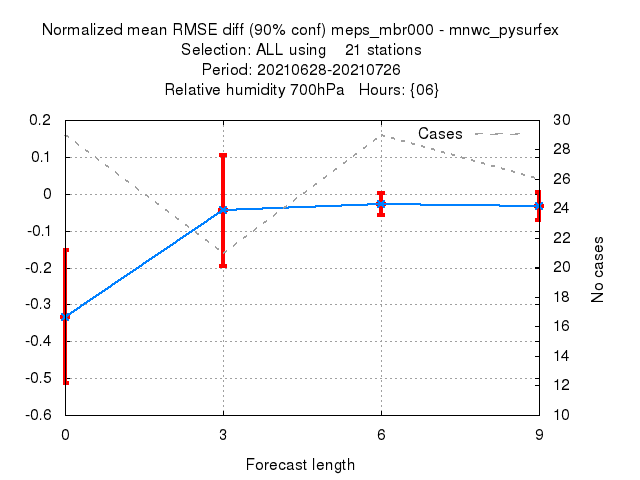 Normalized mean RMSE diff (90% conf) meps_mbr000 - mnwc_pysurfex
Selection: ALL using    21 stations
Period: 20210628-20210726
Relative humidity 700hPa   Hours: {06}
Cases
0.2
0.1
0
-0.1
-0.2
-0.3
-0.4
-0.5
-0.6
30
28
26
24
22
20
18
16
14
12
10
No cases
0 3 6 9
Forecast length